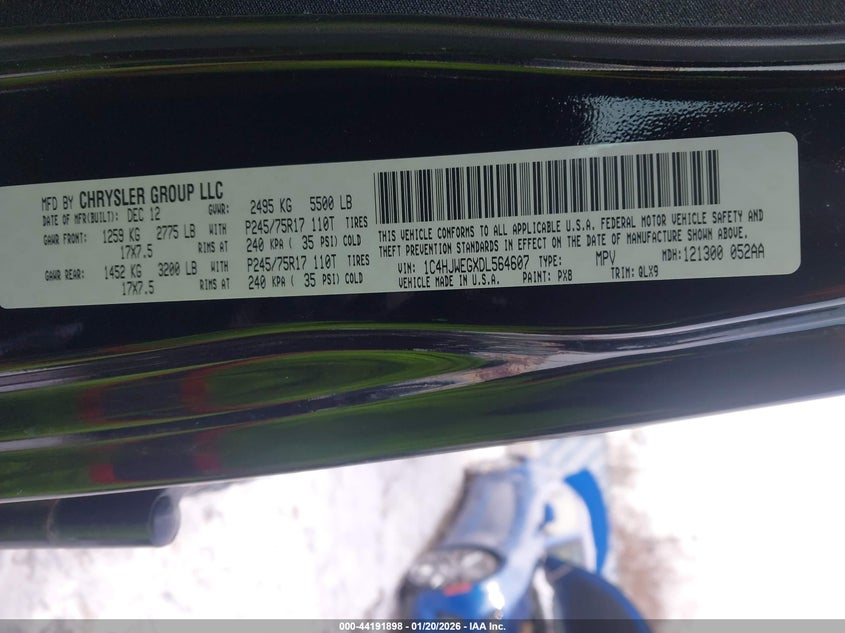 MFD BY CHRYSLER GROUP LLC
DATE OF MFR(BUILT): DEC 12 GVWR: 2495 KG 5500 LB
GAWR FRONT: 1259 KG 2775 LB WITH P245/75R17 110T TIRES
17X7.5 RIMS AT 240 KPA ( 35 PSI) COLD
GAWR REAR: 1452 KG 3200 LB WITH P245/75R17 110T TIRES
17X7.5 RIMS AT 240 KPA ( 35 PSI) COLD
THIS VEHICLE CONFORMS TO ALL APPLICABLE U.S.A. FEDERAL MOTOR VEHICLE SAFETY AND
THEFT PREVENTION STANDARDS IN EFFECT ON THE DATE OF MANUFACTURE SHOWN ABOVE.
VIN: 1C4HJWEGXDL564607 TYPE: MPV MDH: 121300 052AA
VEHICLE MADE IN U.S.A. PAINT: PX8 TRIM: QLX9
000-44191898 - 01/20/2026 - IAA Inc.